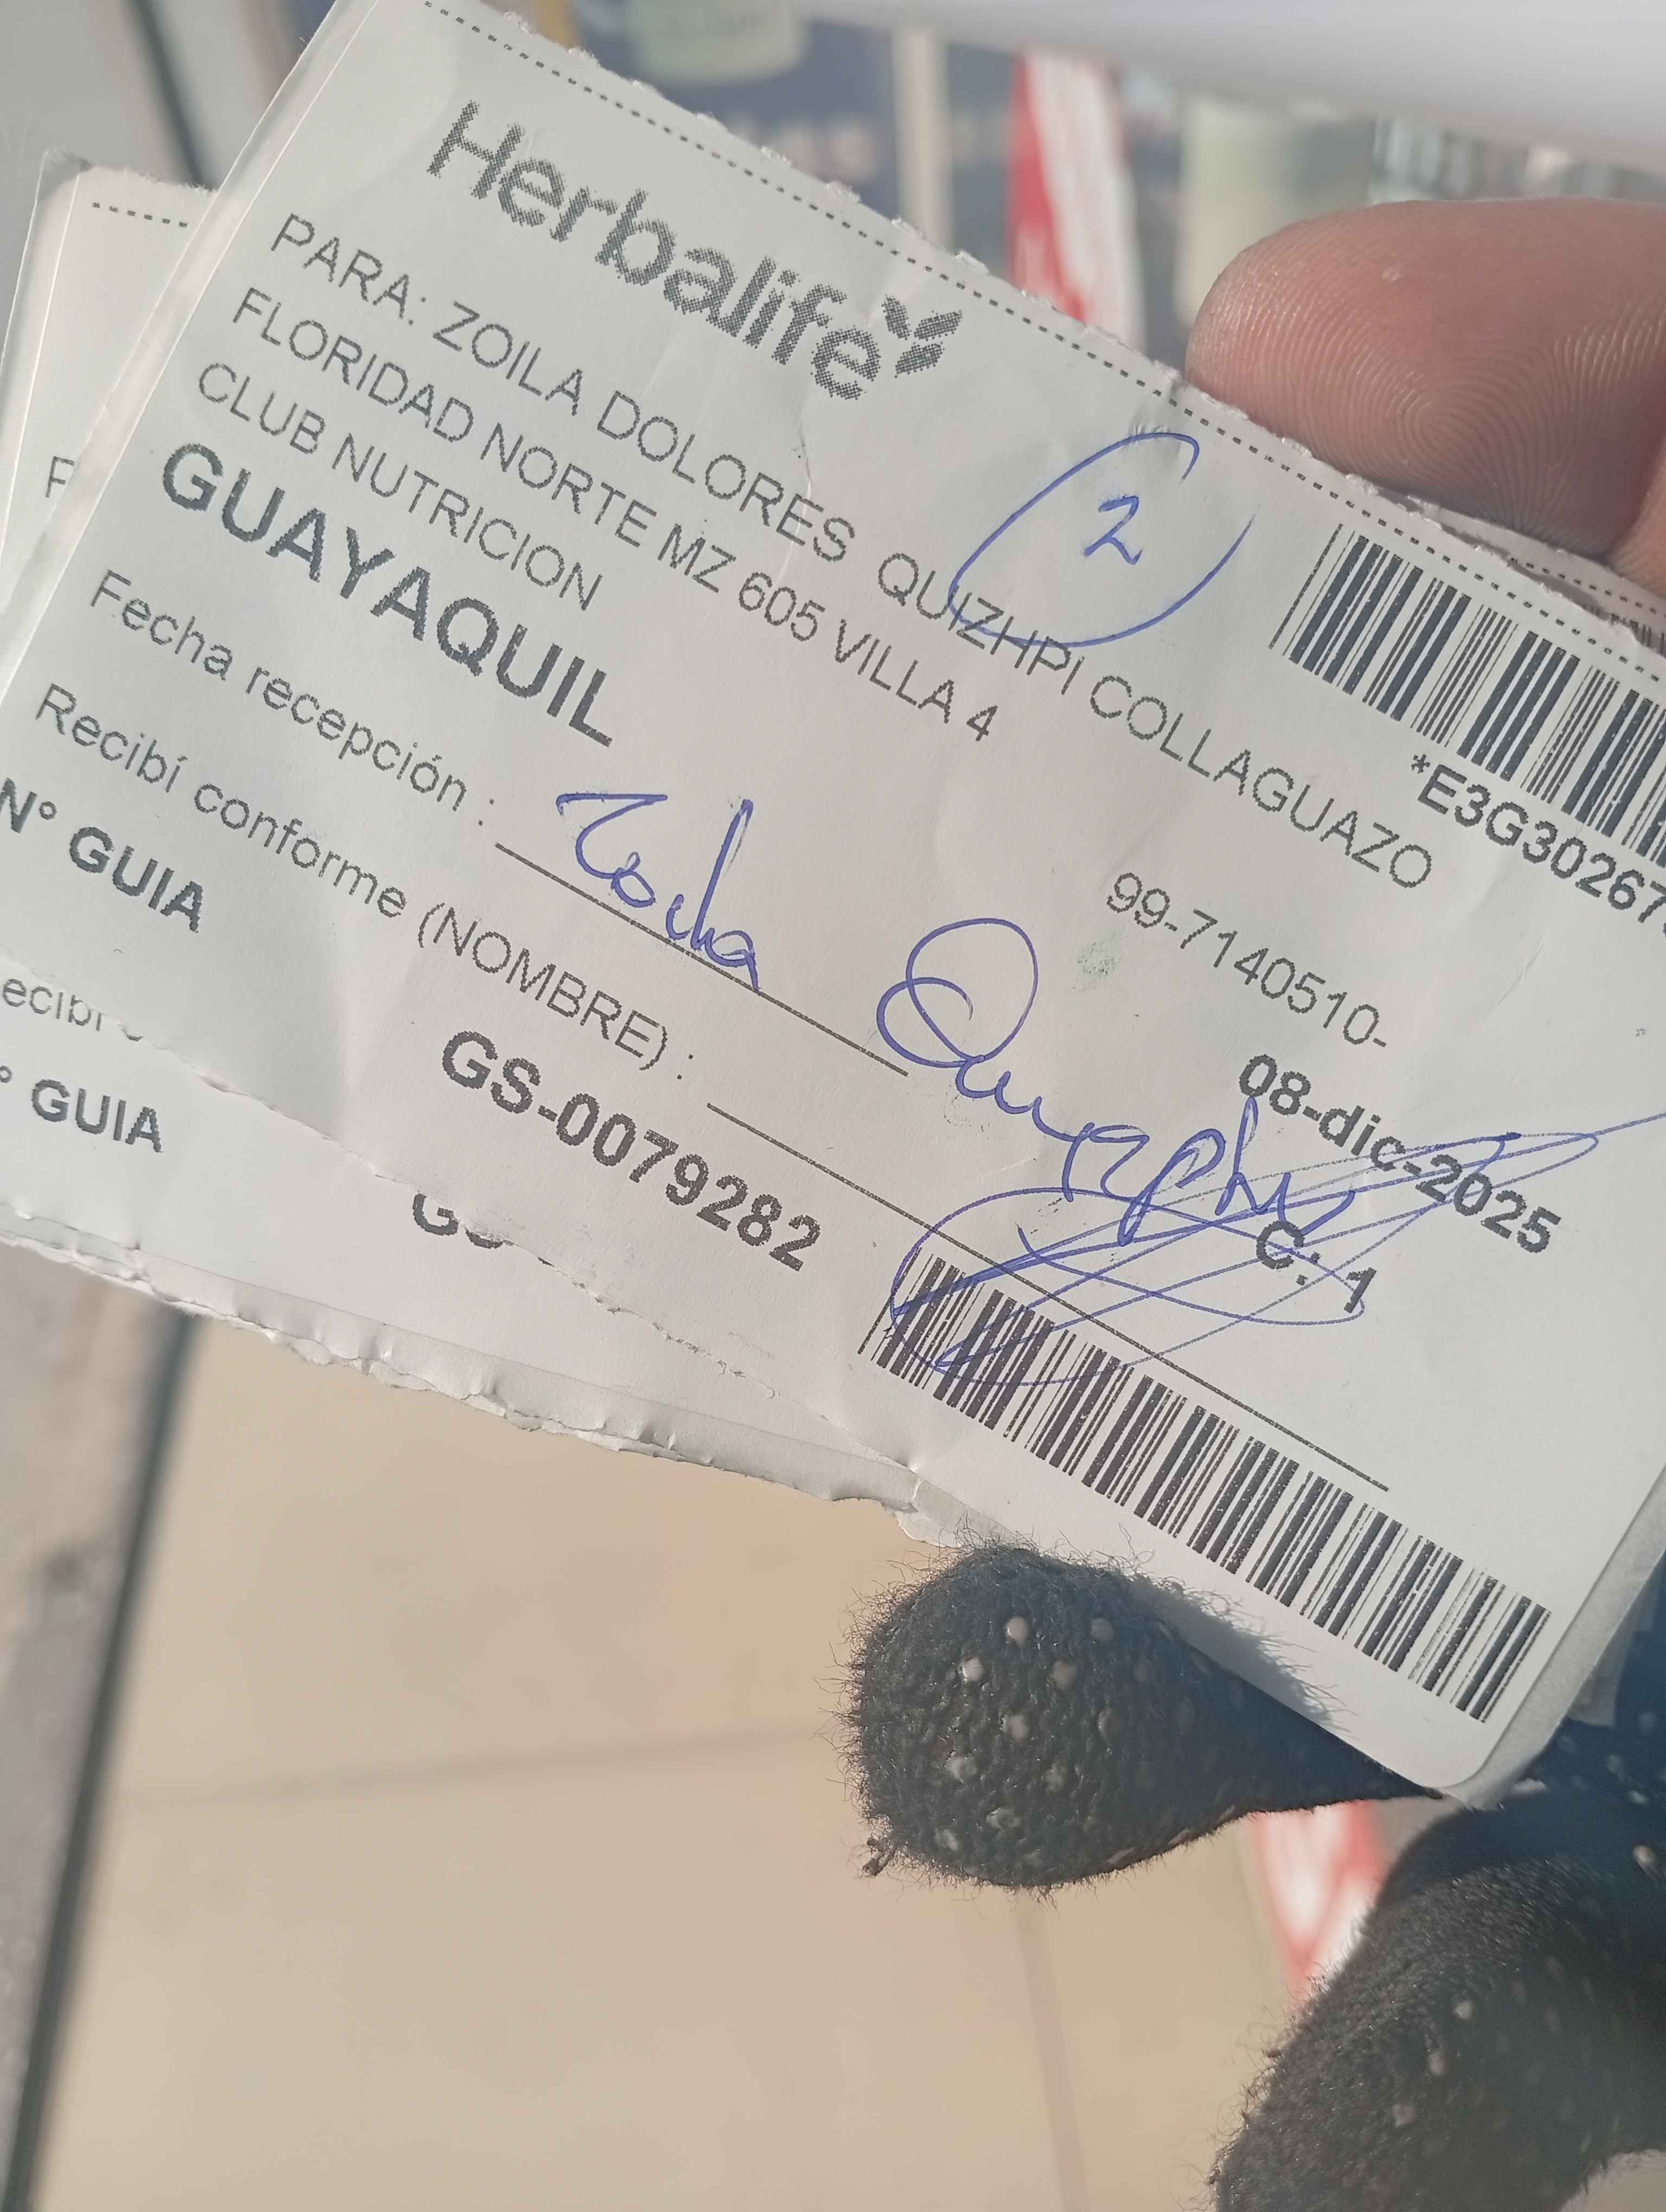 Herbalife
PARA: ZOILA DOLORES QUIZHPI COLLAGUAZO
FLORIDAD NORTE MZ 605 VILLA 4
CLUB NUTRICION
99-7140510-
GUAYAQUIL
08-dic-2025
2
*E3G30267
Fecha recepción :
C: 1
Recibí conforme (NOMBRE) :
N° GUIA
GS-0079282
° GUIA